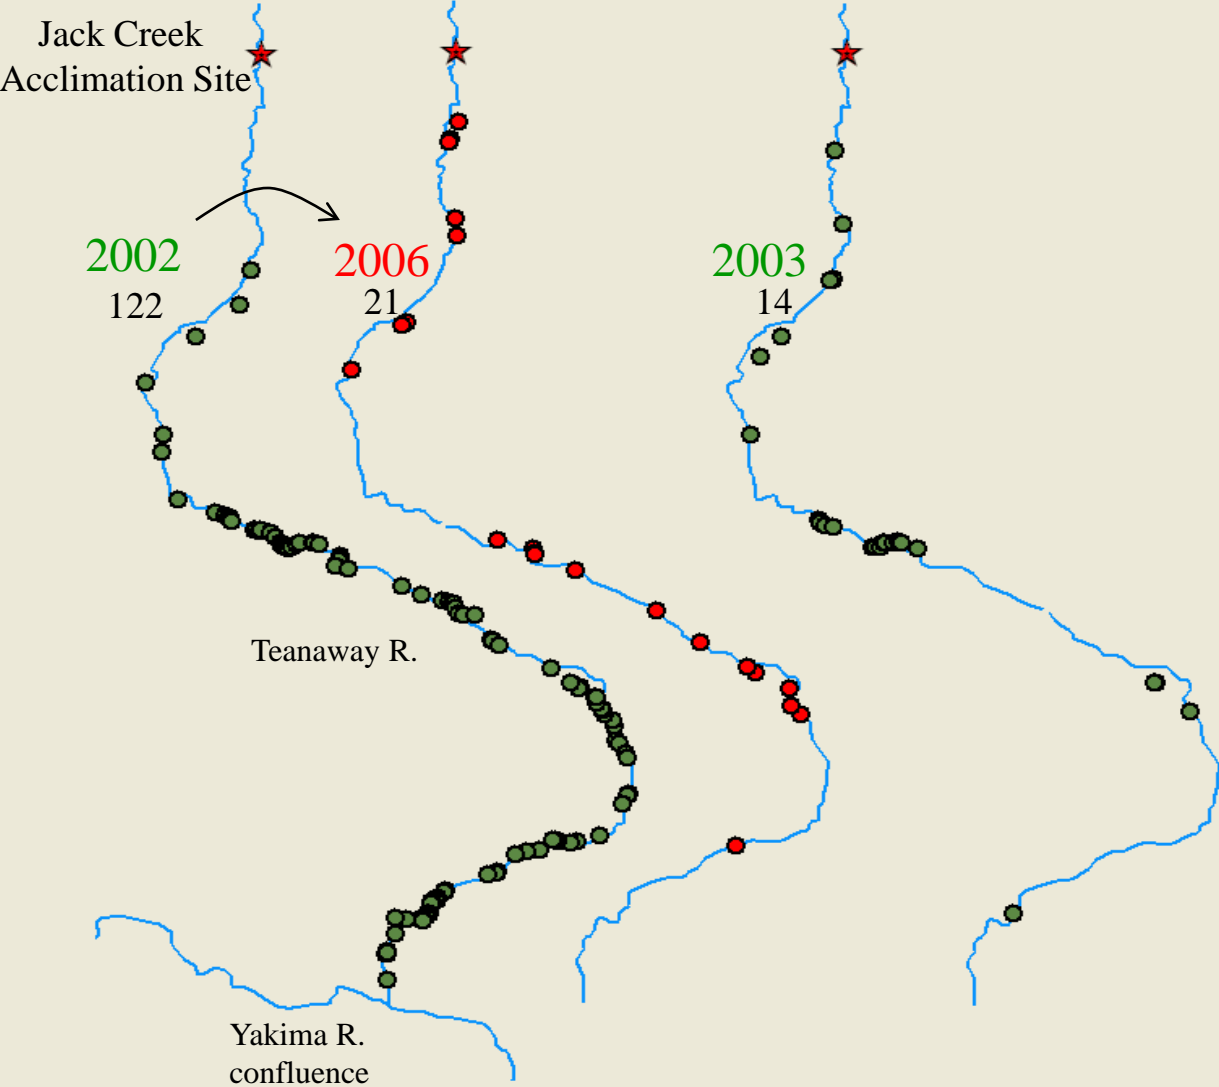 Jack Creek
Acclimation Site
2002
122
2006
21
2003
14
Teanaway R.
Yakima R.
confluence